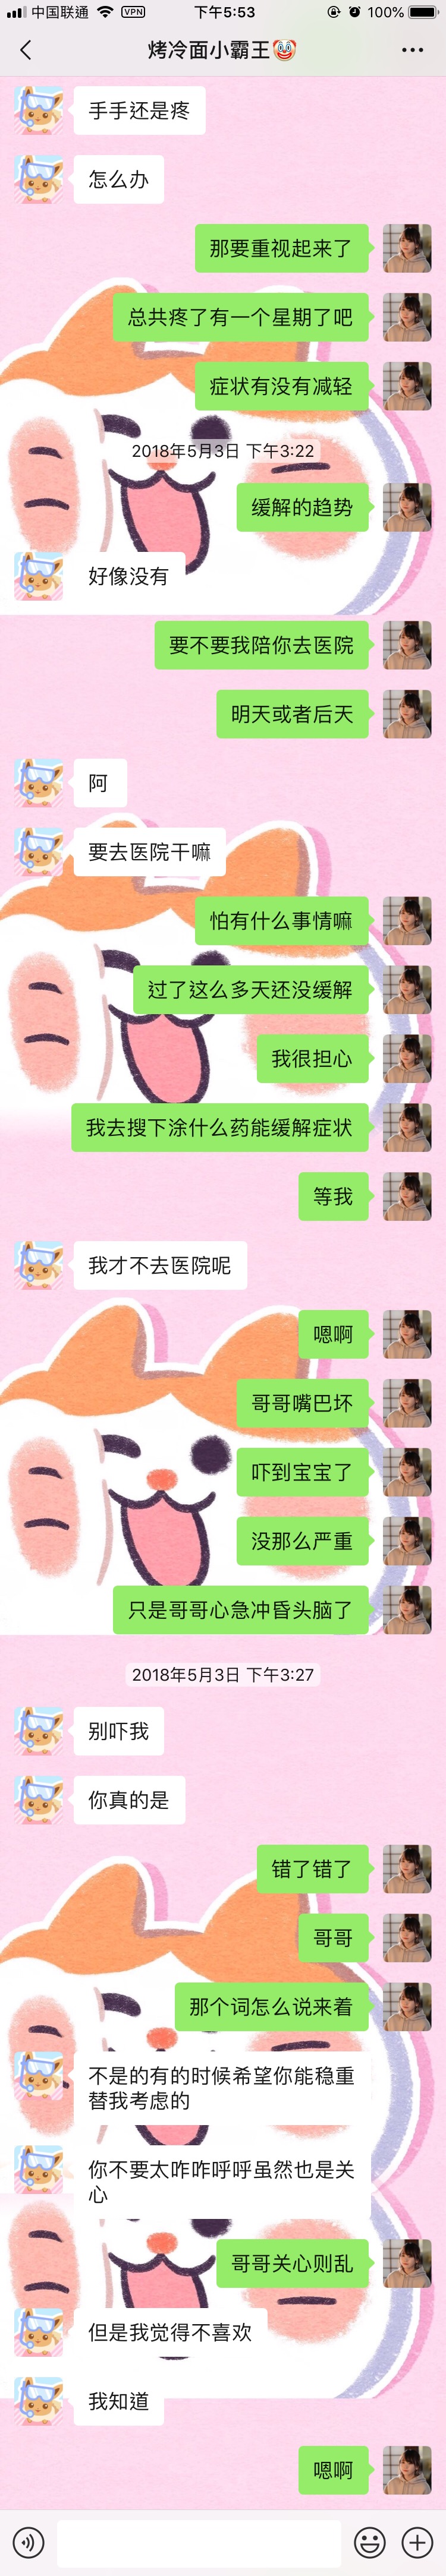 中国联通 VPN 下午5:53 100%
烤冷面小霸王🤡
手手还是疼
怎么办
那要重视起来了
总共疼了有一个星期了吧
症状有没有减轻
2018年5月3日 下午3:22
缓解的趋势
好像没有
要不要我陪你去医院
明天或者后天
阿
要去医院干嘛
怕有什么事情嘛
过了这么多天还没缓解
我很担心
我去搜下涂什么药能缓解症状
等我
我才不去医院呢
嗯啊
哥哥嘴巴坏
吓到宝宝了
没那么严重
只是哥哥心急冲昏头脑了
2018年5月3日 下午3:27
别吓我
你真的是
错了错了
哥哥
那个词怎么说来着
不是的有的时候希望你能稳重
替我考虑的
你不要太咋咋呼呼虽然也是关
心
哥哥关心则乱
但是我觉得不喜欢
我知道
嗯啊